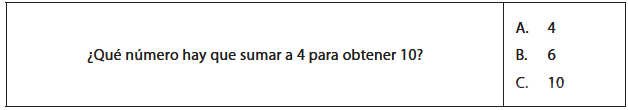 ¿Qué número hay que sumar a 4 para obtener 10?
A. 4
B. 6
C. 10